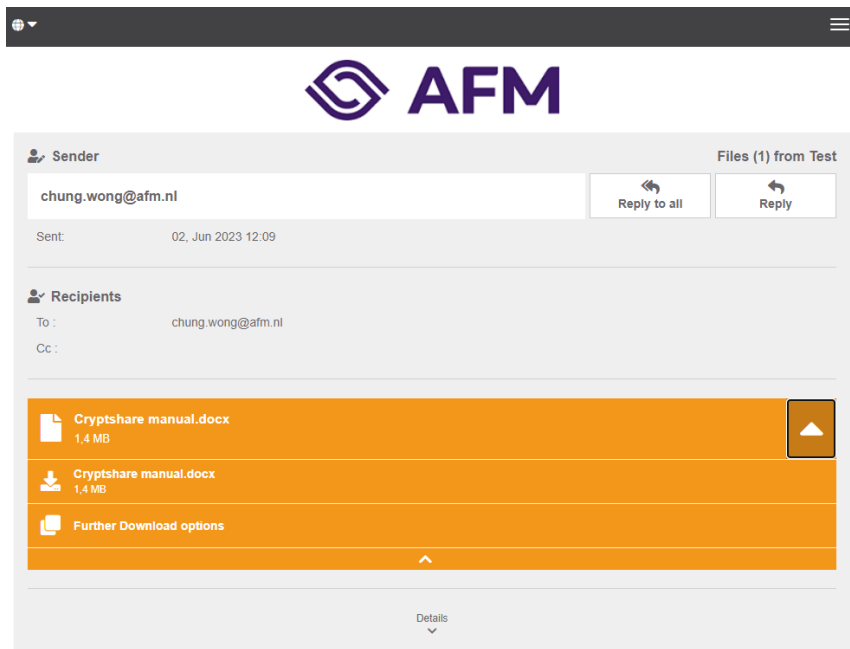 AFM
Sender
Files (1) from Test
chung.wong@afm.nl
Reply to all
Reply
Sent: 02, Jun 2023 12:09
Recipients
To : chung.wong@afm.nl
Cc :
Cryptshare manual.docx
1,4 MB
Cryptshare manual.docx
1,4 MB
Further Download options
Details